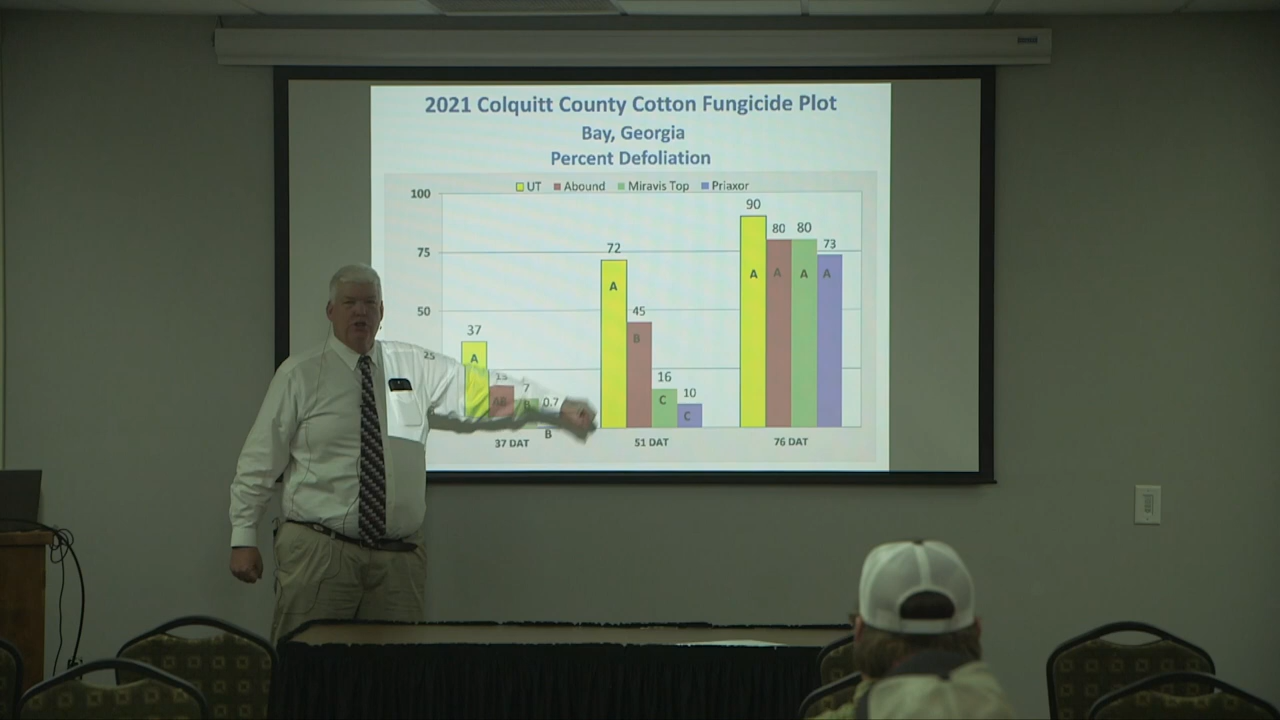 2021 Colquitt County Cotton Fungicide Plot
Bay, Georgia
Percent Defoliation
UT Abound Miravis Top Priaxor
100
90
80 80
75
72
73
A A A A
A
50
45
37
B
25
A
16
7
10
0.7
AB
B
C
C
B
37 DAT 51 DAT 76 DAT